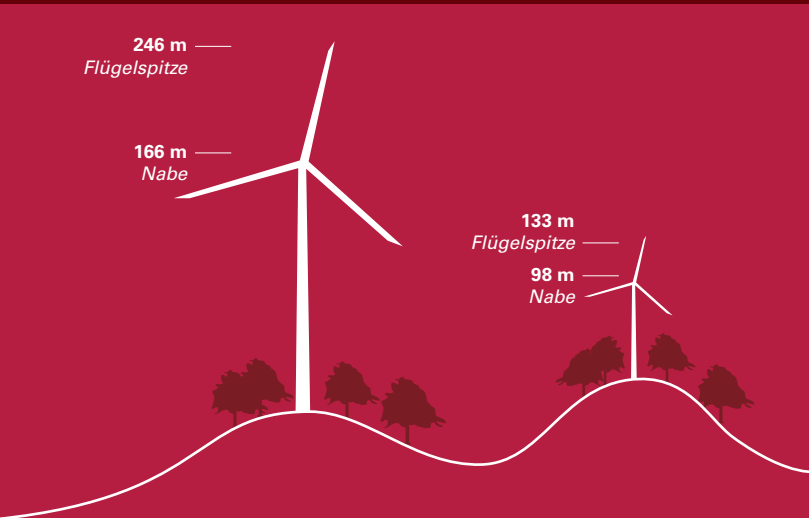 246 m
Flügelspitze
166 m
Nabe
133 m
Flügelspitze
98 m
Nabe